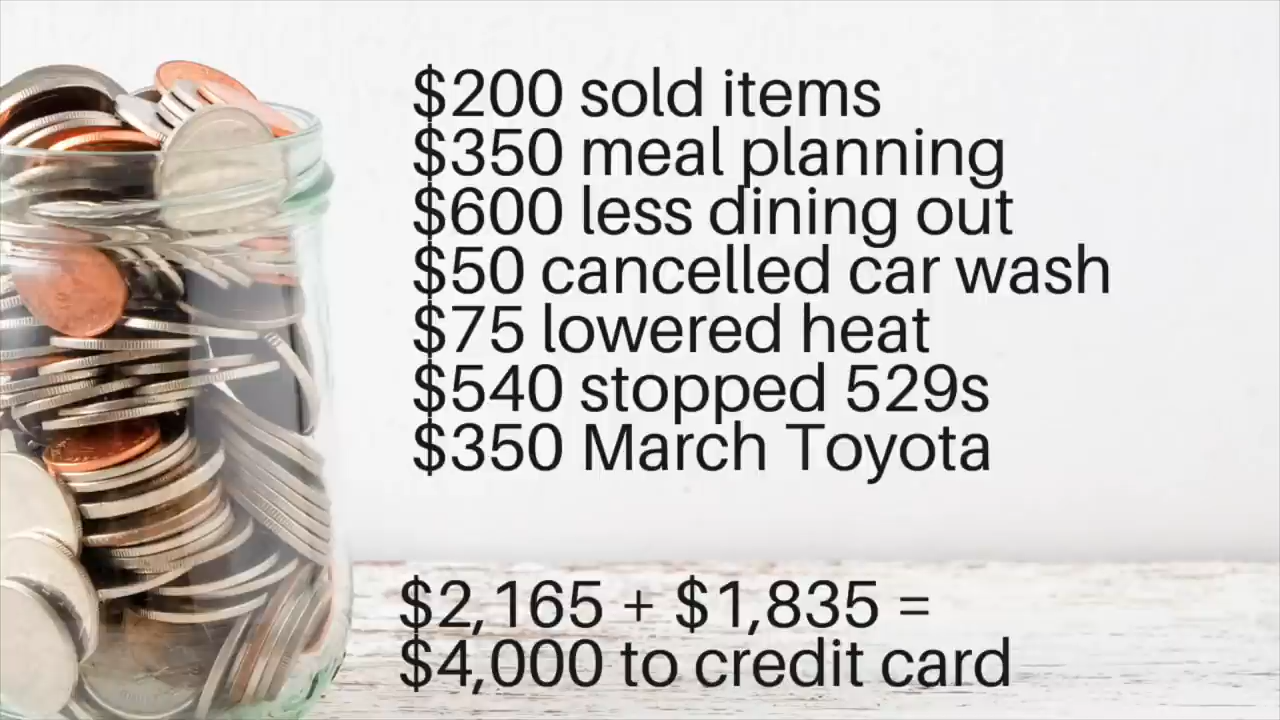 $200 sold items
$350 meal planning
$600 less dining out
$50 cancelled car wash
$75 lowered heat
$540 stopped 529s
$350 March Toyota
$2,165 + $1,835 =
$4,000 to credit card